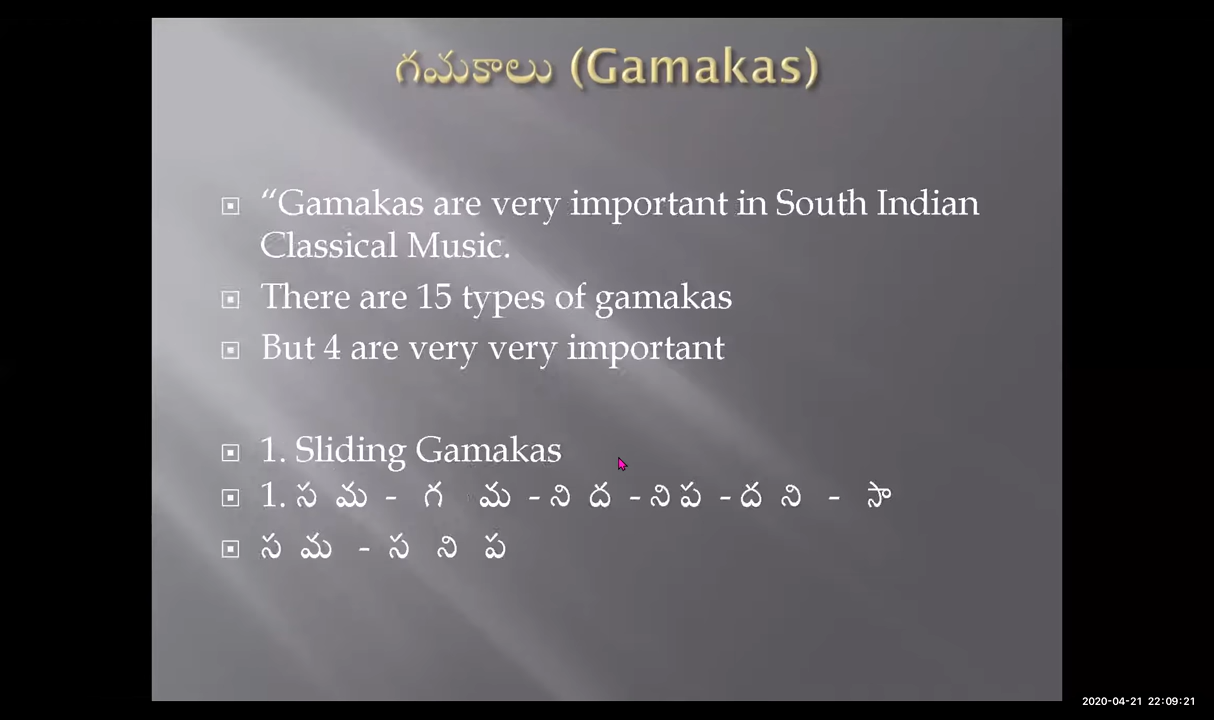 గమకాలు (Gamakas)
“Gamakas are very important in South Indian
Classical Music.
There are 15 types of gamakas
But 4 are very very important
1. Sliding Gamakas
1. స మ - గ మ - ని ద - ని ప - ద ని - సా
స మ - స ని ప
2020-04-21 22:09:21